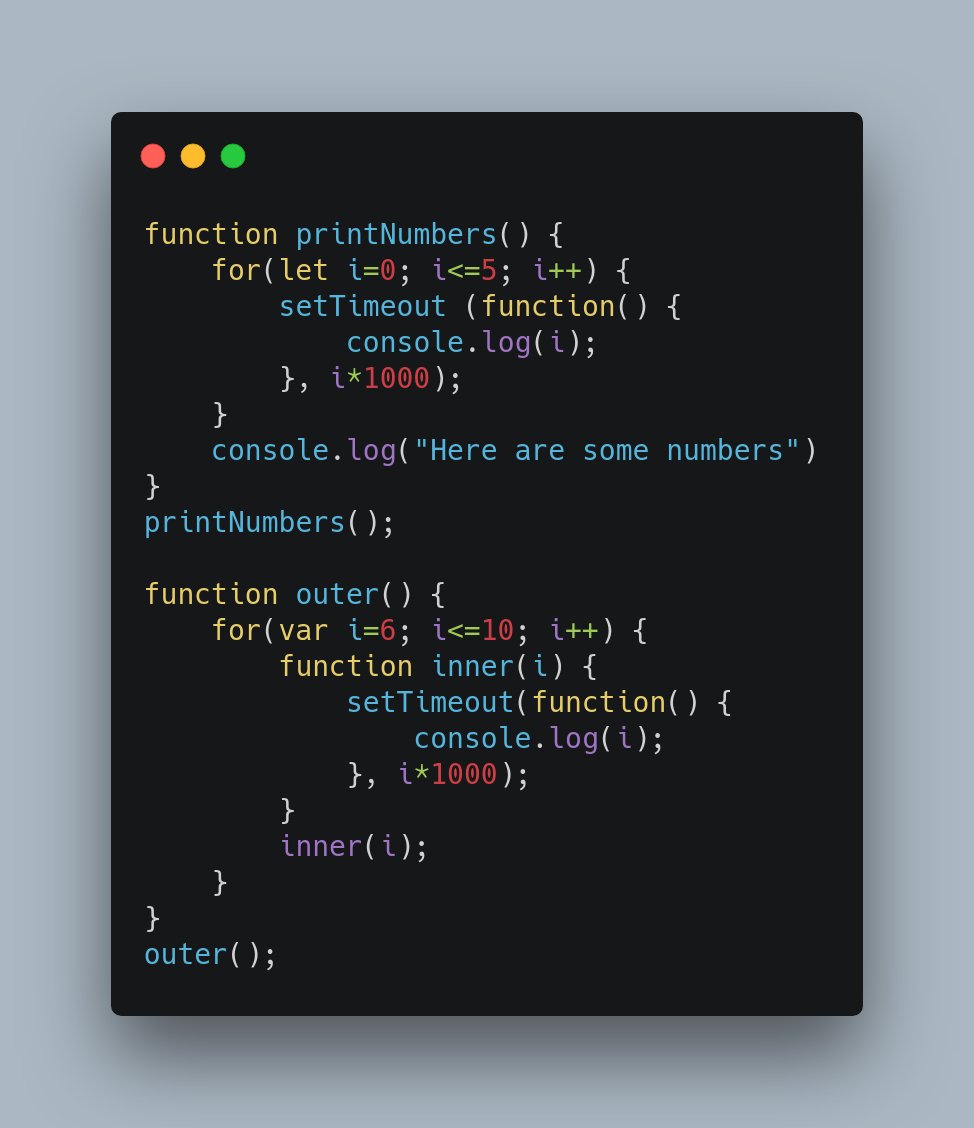 function printNumbers() {
    for(let i=0; i<=5; i++) {
        setTimeout (function() {
            console.log(i);
        }, i*1000);
    }
    console.log("Here are some numbers")
}
printNumbers();

function outer() {
    for(var i=6; i<=10; i++) {
        function inner(i) {
            setTimeout(function() {
                console.log(i);
            }, i*1000);
        }
        inner(i);
    }
}
outer();